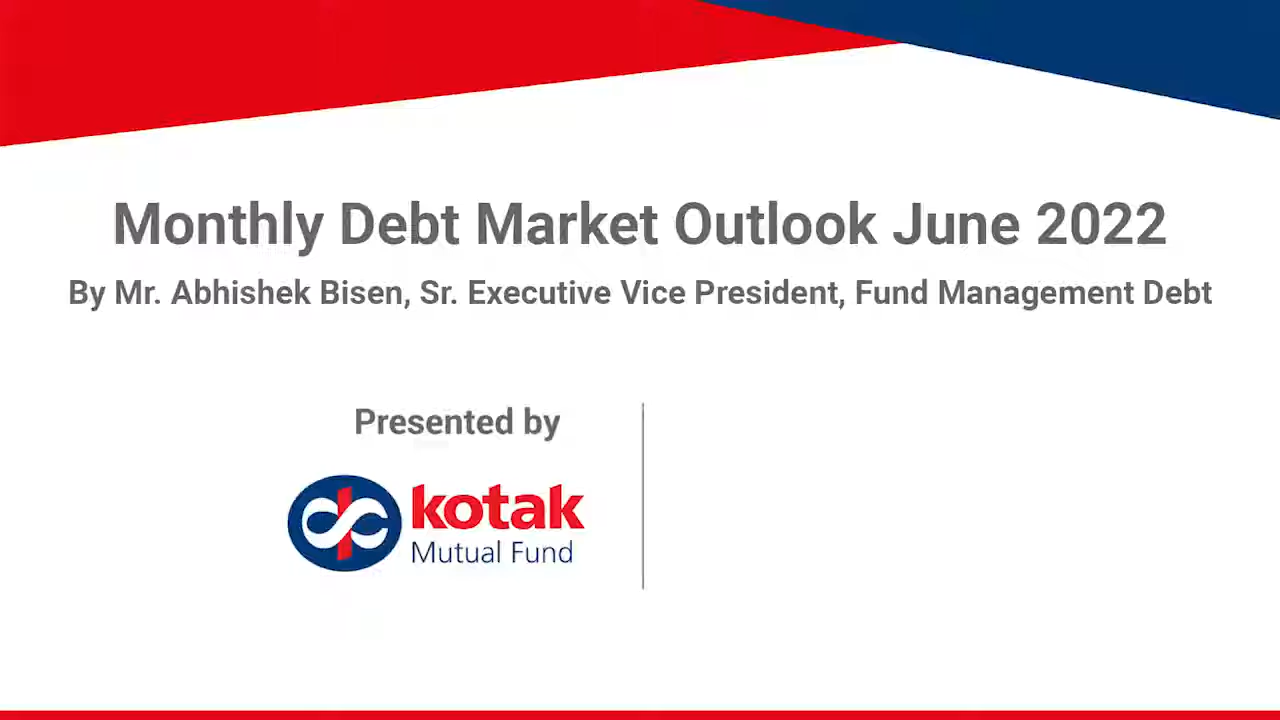 Monthly Debt Market Outlook June 2022
By Mr. Abhishek Bisen, Sr. Executive Vice President, Fund Management Debt
Presented by
kotak
Mutual Fund